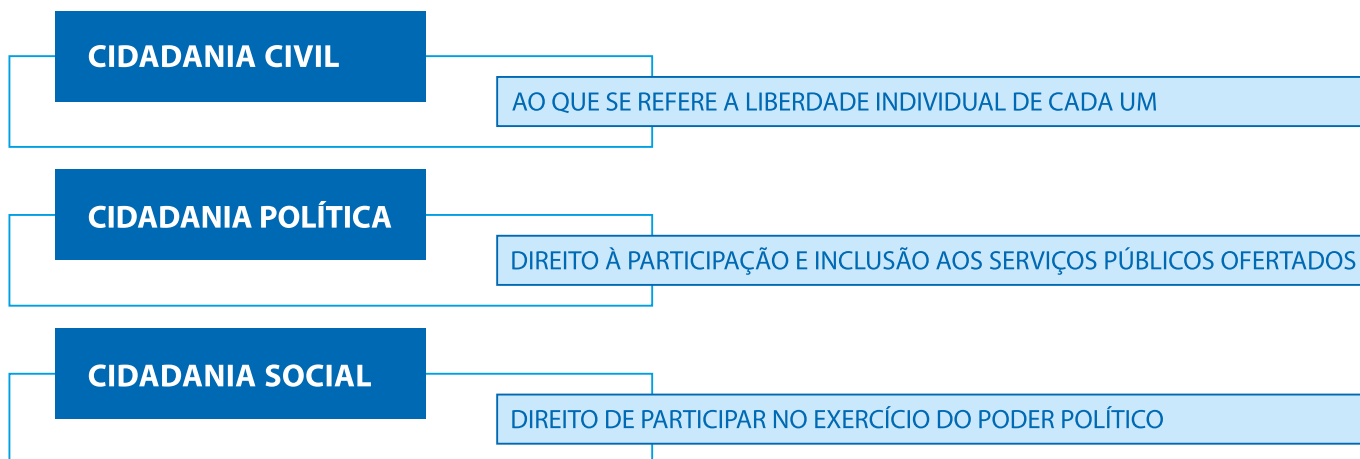 CIDADANIA CIVIL
AO QUE SE REFERE A LIBERDADE INDIVIDUAL DE CADA UM
CIDADANIA POLÍTICA
DIREITO À PARTICIPAÇÃO E INCLUSÃO AOS SERVIÇOS PÚBLICOS OFERTADOS
CIDADANIA SOCIAL
DIREITO DE PARTICIPAR NO EXERCÍCIO DO PODER POLÍTICO